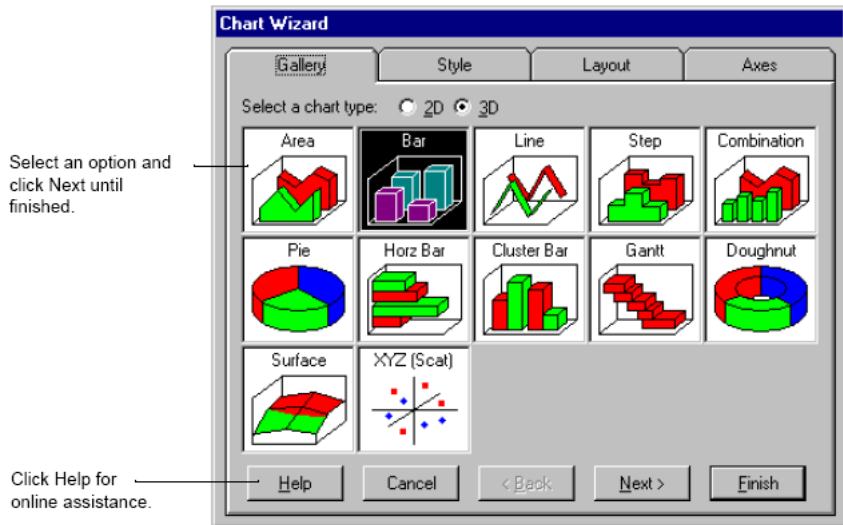 Chart Wizard
Gallery Style Layout Axes
Select a chart type: 2D 3D
Area Bar Line Step Combination
Select an option and
click Next until
finished.
Pie Horz Bar Cluster Bar Gantt Doughnut
Surface XYZ (Scat)
Click Help for
online assistance.
Help Cancel < Back Next > Finish